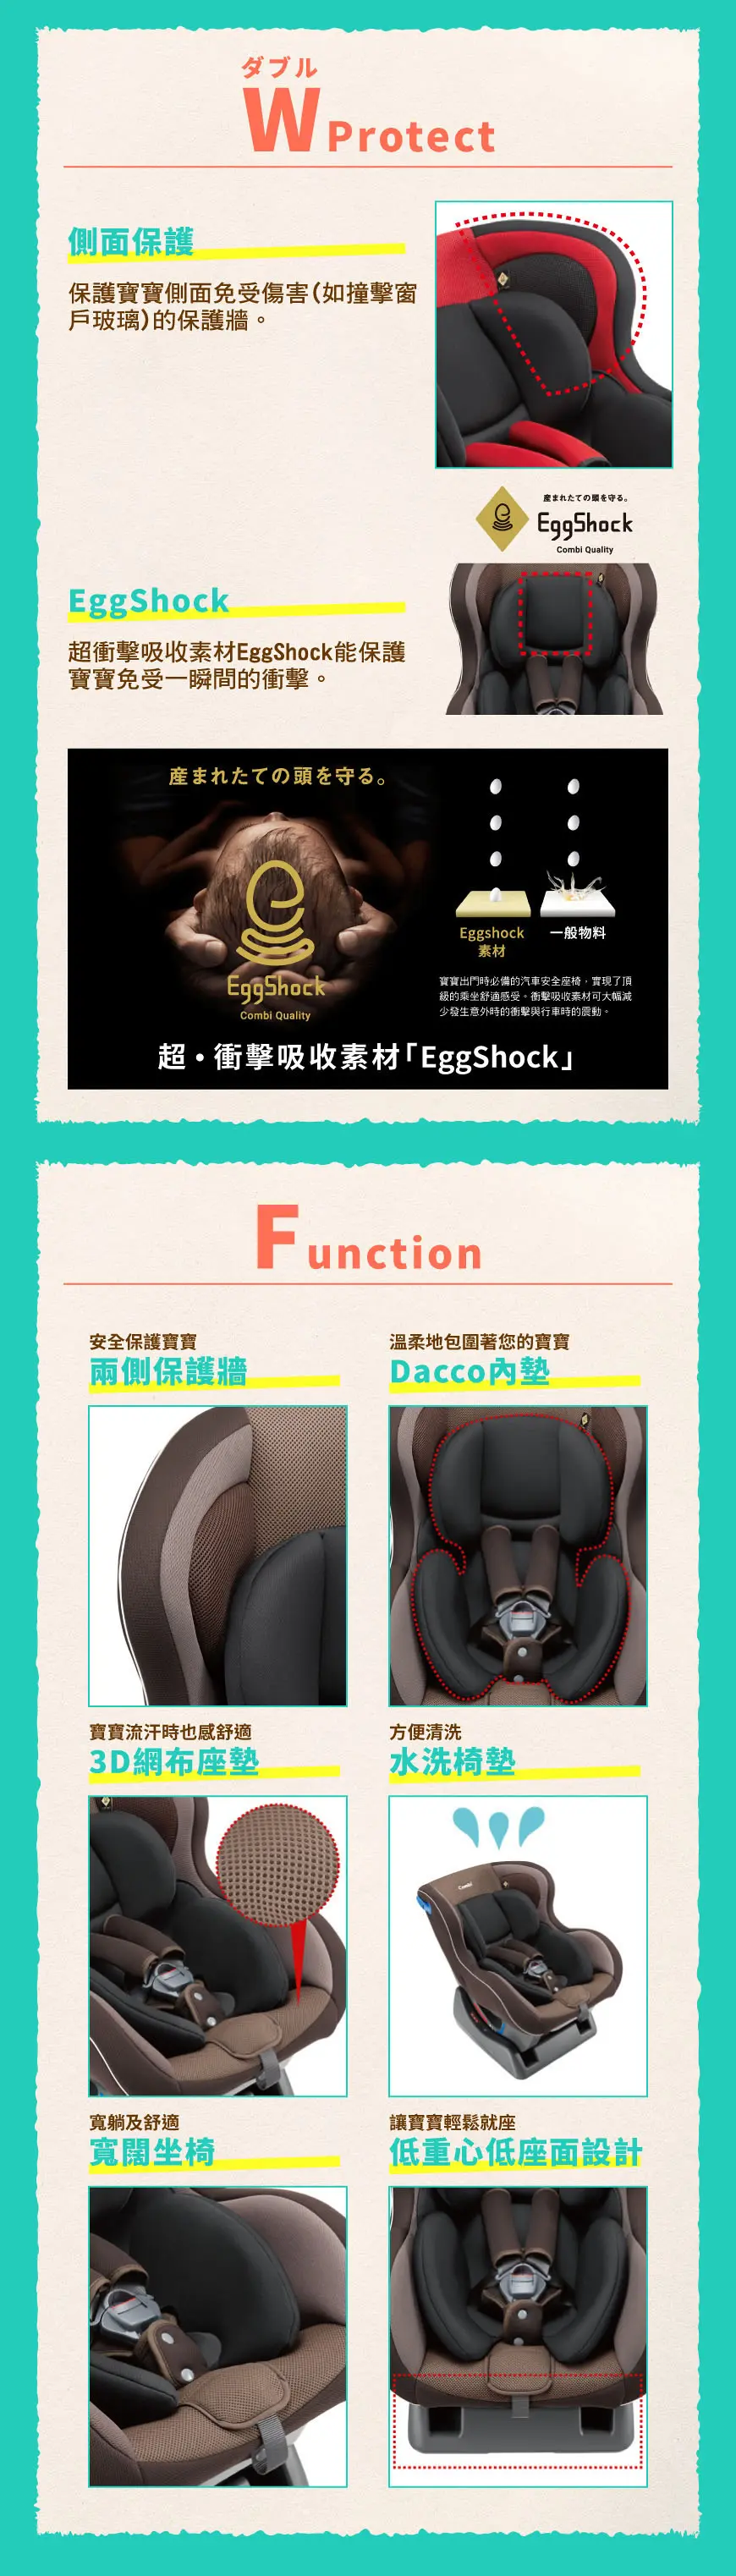 ダブル
W Protect
側面保護
保護寶寶側面免受傷害(如撞擊窗
戶玻璃)的保護牆。
産まれたての頭を守る。
EggShock
Combi Quality
EggShock
超衝擊吸收素材EggShock能保護
寶寶免受一瞬間的衝擊。
産まれたての頭を守る。
EggShock
Combi Quality
Eggshock
素材
一般物料
寶寶出門時必備的汽車安全座椅，實現了頂
級的乘坐舒適感受。衝擊吸收素材可大幅減
少發生意外時的衝擊與行車時的震動。
超・衝擊吸收素材「EggShock」
Function
安全保護寶寶
兩側保護牆
溫柔地包圍著您的寶寶
Dacco內墊
寶寶流汗時也感舒適
3D網布座墊
方便清洗
水洗椅墊
Combi
寬躺及舒適
寬闊坐椅
讓寶寶輕鬆就座
低重心低座面設計